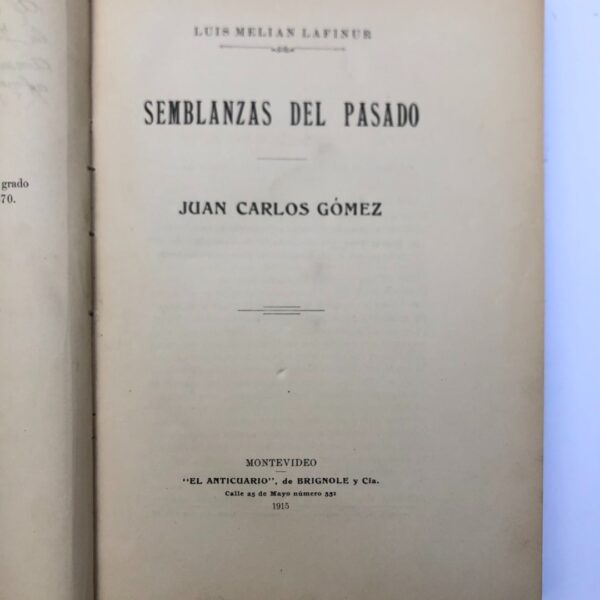 grado
70.
LUIS MELIAN LAFINUR
SEMBLANZAS DEL PASADO
JUAN CARLOS GÓMEZ
MONTEVIDEO
"EL ANTICUARIO", de BRIGNOLE y Cía.
Calle 25 de Mayo número 552
1915